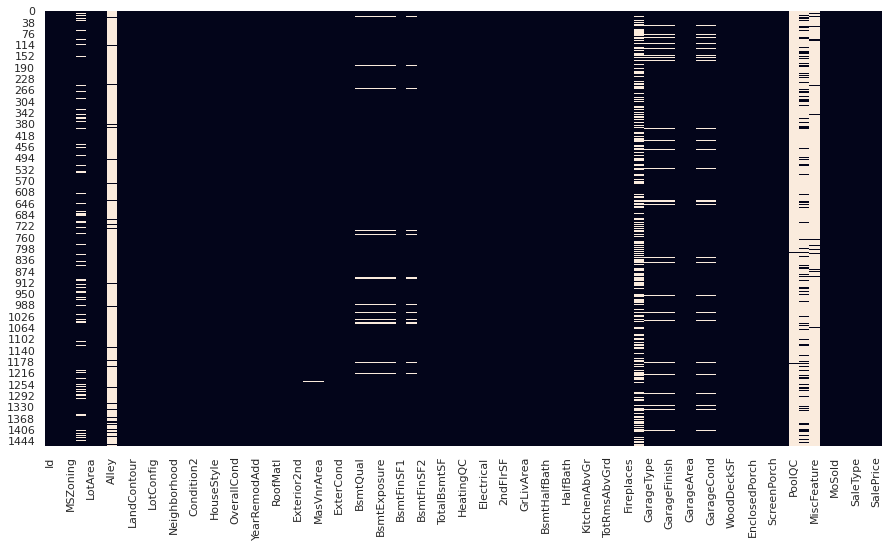 0
38
76
114
152
190
228
266
304
342
380
418
456
494
532
570
608
646
684
722
760
798
836
874
912
950
988
1026
1064
1102
1140
1178
1216
1254
1292
1330
1368
1406
1444
Id
MSZoning
LotArea
Alley
LandContour
LotConfig
Neighborhood
Condition2
HouseStyle
OverallCond
YearRemodAdd
RoofMatl
Exterior2nd
MasVnrArea
ExterCond
BsmtQual
BsmtExposure
BsmtFinSF1
BsmtFinSF2
TotalBsmtSF
HeatingQC
Electrical
2ndFlrSF
GrLivArea
BsmtHalfBath
HalfBath
KitchenAbvGr
TotRmsAbvGrd
Fireplaces
GarageType
GarageFinish
GarageArea
GarageCond
WoodDeckSF
EnclosedPorch
ScreenPorch
PoolQC
MiscFeature
MoSold
SaleType
SalePrice